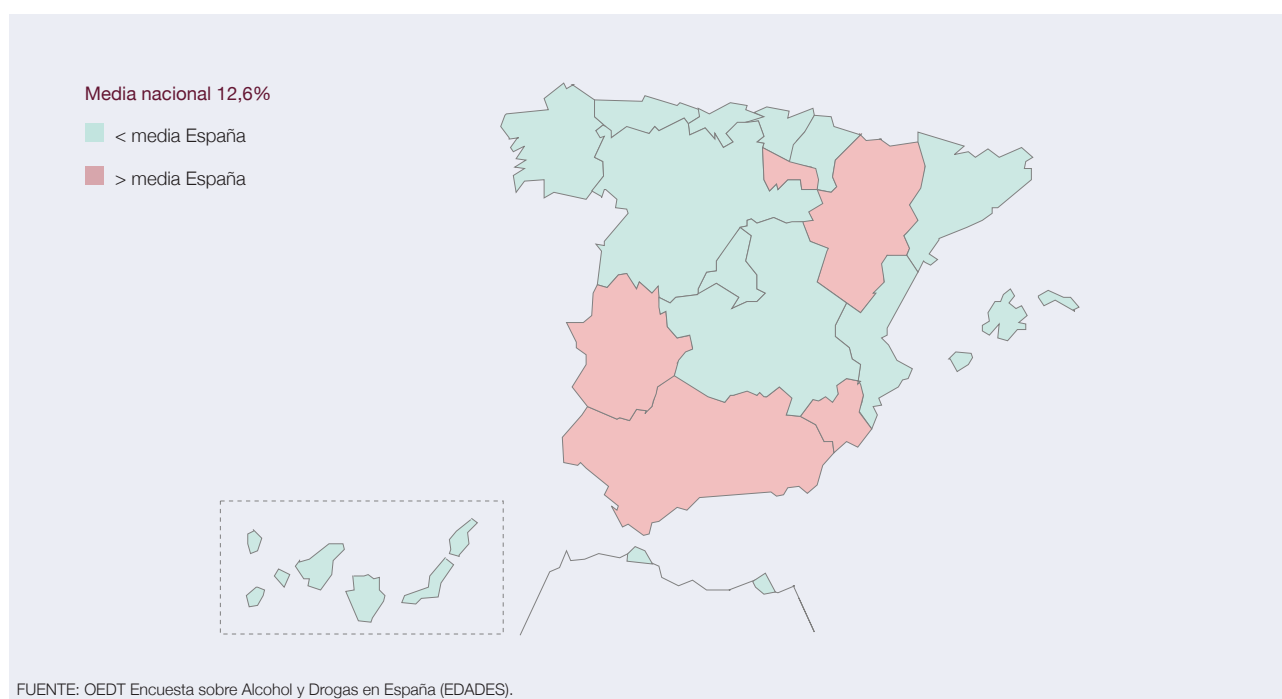 Media nacional 12,6%
< media España
> media España
FUENTE: OEDT Encuesta sobre Alcohol y Drogas en España (EDADES).